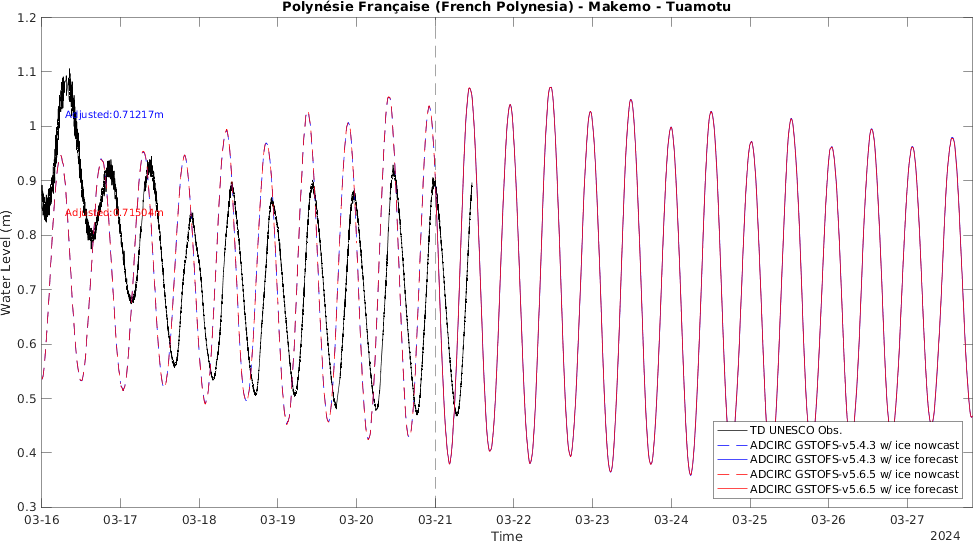 Polynésie Française (French Polynesia) - Makemo - Tuamotu
1.2
1.1
1
0.9
0.8
0.7
0.6
0.5
0.4
0.3
Water Level (m)
Adjusted:0.71217m
Adjusted:0.71504m
TD UNESCO Obs.
ADCIRC GSTOFS-v5.4.3 w/ ice nowcast
ADCIRC GSTOFS-v5.4.3 w/ ice forecast
ADCIRC GSTOFS-v5.6.5 w/ ice nowcast
ADCIRC GSTOFS-v5.6.5 w/ ice forecast
03-16 03-17 03-18 03-19 03-20 03-21 03-22 03-23 03-24 03-25 03-26 03-27
Time
2024